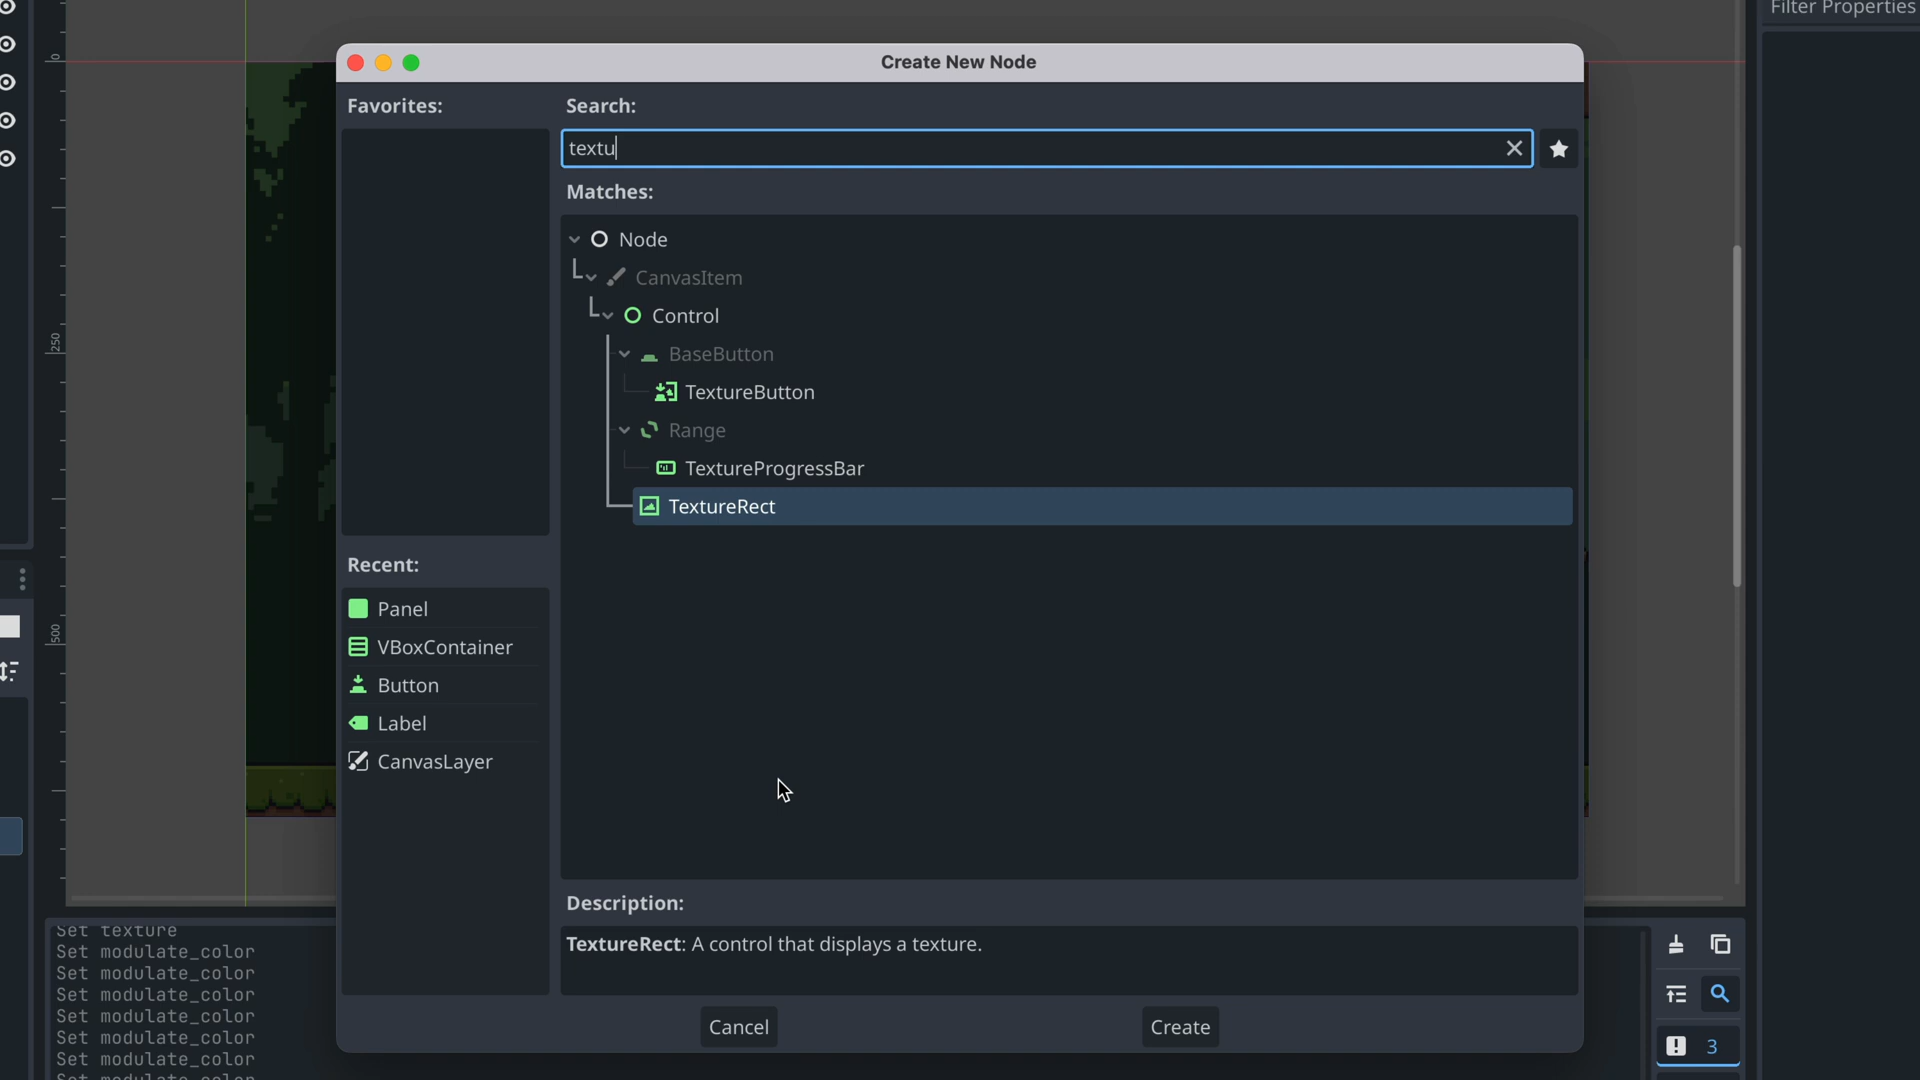 Filter Properties
Create New Node
Favorites:
Search:
textu
Matches:
Node
CanvasItem
Control
BaseButton
TextureButton
Range
TextureProgressBar
TextureRect
Recent:
Panel
VBoxContainer
Button
Label
CanvasLayer
Description:
TextureRect: A control that displays a texture.
Cancel
Create
0
250
500
Set texture
Set modulate_color
Set modulate_color
Set modulate_color
Set modulate_color
Set modulate_color
Set modulate_color
3